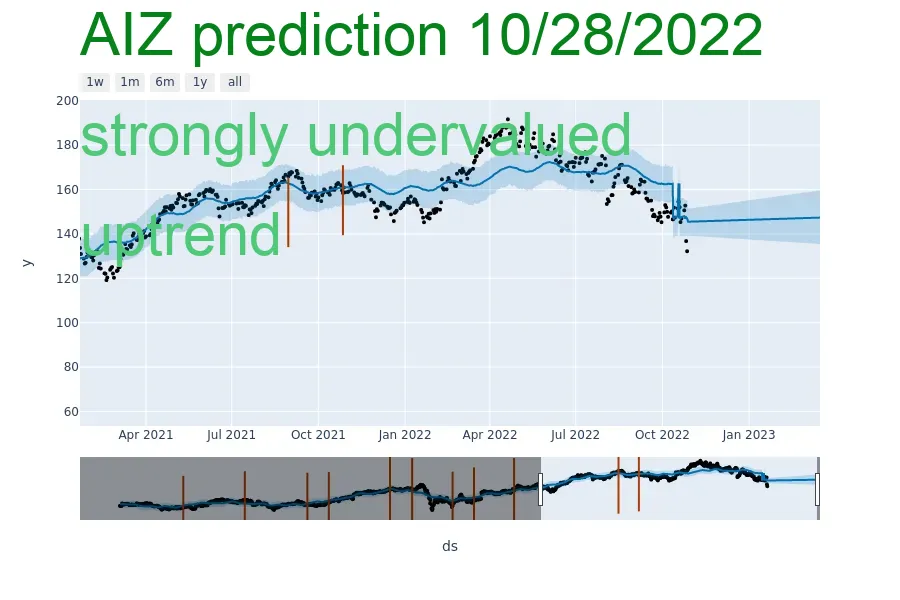 AIZ prediction 10/28/2022
1w 1m 6m 1y all
strongly undervalued
uptrend
200
180
160
140
120
100
80
60
y
Apr 2021 Jul 2021 Oct 2021 Jan 2022 Apr 2022 Jul 2022 Oct 2022 Jan 2023
ds